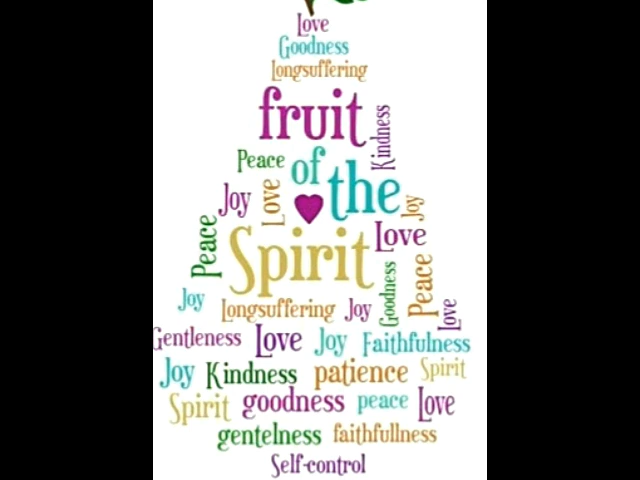 Love
Goodness
Longsuffering
fruit
Kindness
Peace
of
the
Joy
Love
Joy
Peace
Spirit
Love
Goodness
Peace
Joy
Longsuffering
Joy
Love
Gentleness
Love
Joy
Faithfulness
Joy
Kindness
patience
Spirit
Spirit
goodness
peace
Love
gentelness
faithfullness
Self-control